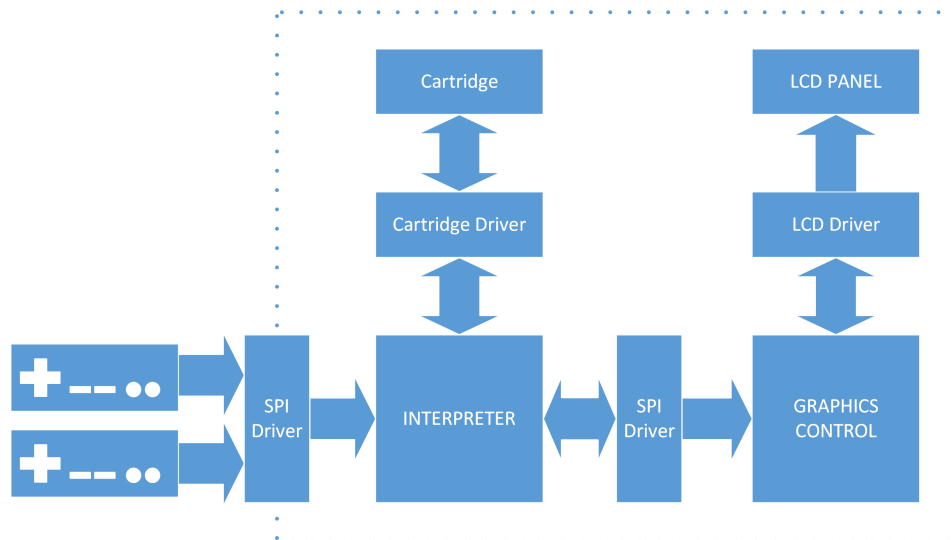 Cartridge
LCD PANEL
Cartridge Driver
LCD Driver
SPI
Driver
INTERPRETER
SPI
Driver
GRAPHICS
CONTROL